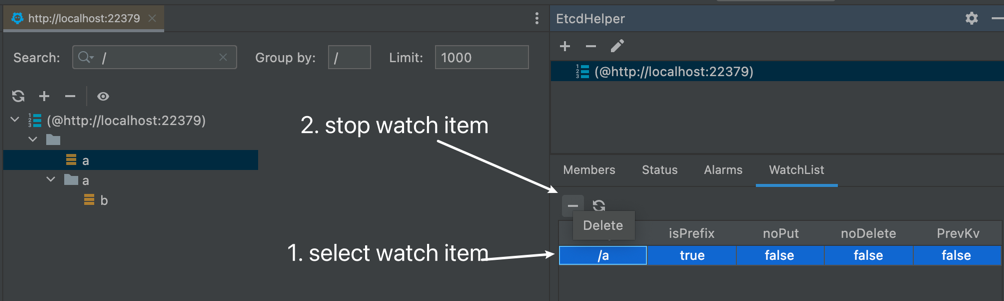 http://localhost:22379
EtcdHelper
Search: / Group by: / Limit: 1000
(@http://localhost:22379)
(@http://localhost:22379)
a
a
b
2. stop watch item
1. select watch item
Members Status Alarms WatchList
Delete
isPrefix noPut noDelete PrevKv
/a true false false false